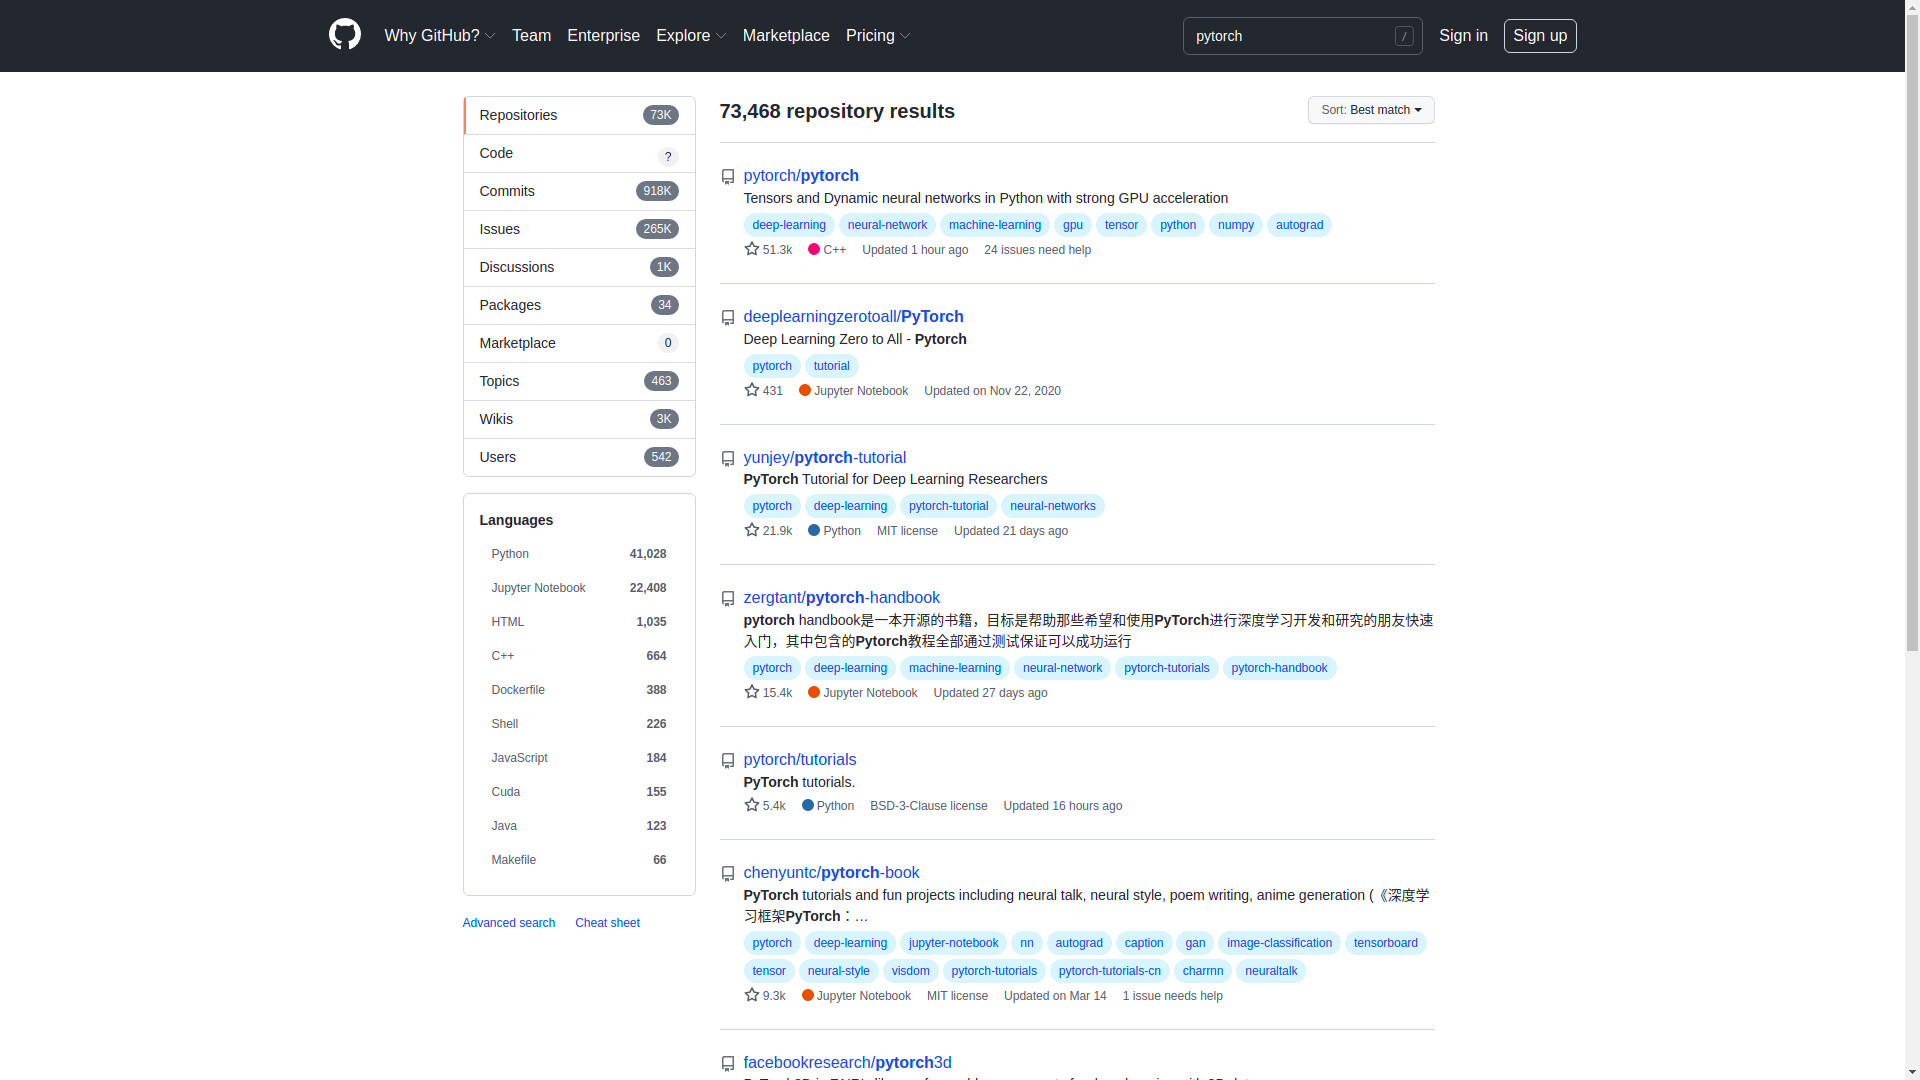 Why GitHub? Team Enterprise Explore Marketplace Pricing
pytorch /
Sign in Sign up
Repositories 73K
Code ?
Commits 918K
Issues 265K
Discussions 1K
Packages 34
Marketplace 0
Topics 463
Wikis 3K
Users 542
Languages
Python 41,028
Jupyter Notebook 22,408
HTML 1,035
C++ 664
Dockerfile 388
Shell 226
JavaScript 184
Cuda 155
Java 123
Makefile 66
Advanced search Cheat sheet
73,468 repository results
Sort: Best match
pytorch/pytorch
Tensors and Dynamic neural networks in Python with strong GPU acceleration
deep-learning neural-network machine-learning gpu tensor python numpy autograd
51.3k C++ Updated 1 hour ago 24 issues need help
deeplearningzerotoall/PyTorch
Deep Learning Zero to All - Pytorch
pytorch tutorial
431 Jupyter Notebook Updated on Nov 22, 2020
yunjey/pytorch-tutorial
PyTorch Tutorial for Deep Learning Researchers
pytorch deep-learning pytorch-tutorial neural-networks
21.9k Python MIT license Updated 21 days ago
zergtant/pytorch-handbook
pytorch handbook是一本开源的书籍，目标是帮助那些希望和使用PyTorch进行深度学习开发和研究的朋友快速
入门，其中包含的Pytorch教程全部通过测试保证可以成功运行
pytorch deep-learning machine-learning neural-network pytorch-tutorials pytorch-handbook
15.4k Jupyter Notebook Updated 27 days ago
pytorch/tutorials
PyTorch tutorials.
5.4k Python BSD-3-Clause license Updated 16 hours ago
chenyuntc/pytorch-book
PyTorch tutorials and fun projects including neural talk, neural style, poem writing, anime generation (《深度学
习框架PyTorch：…
pytorch deep-learning jupyter-notebook nn autograd caption gan image-classification tensorboard
tensor neural-style visdom pytorch-tutorials pytorch-tutorials-cn charrnn neuraltalk
9.3k Jupyter Notebook MIT license Updated on Mar 14 1 issue needs help
facebookresearch/pytorch3d